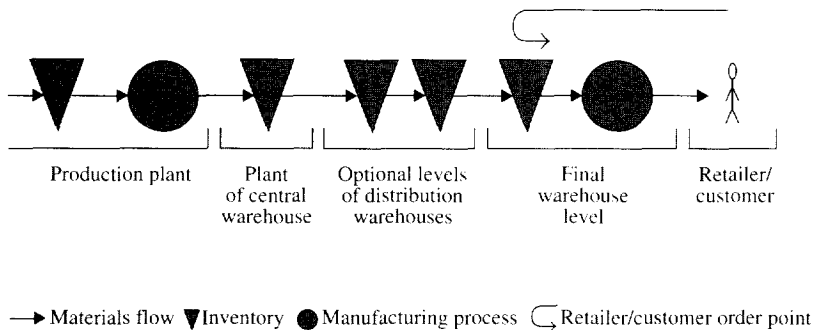 Production plant
Plant
of central
warehouse
Optional levels
of distribution
warehouses
Final
warehouse
level
Retailer/
customer
Materials flow Inventory Manufacturing process Retailer/customer order point